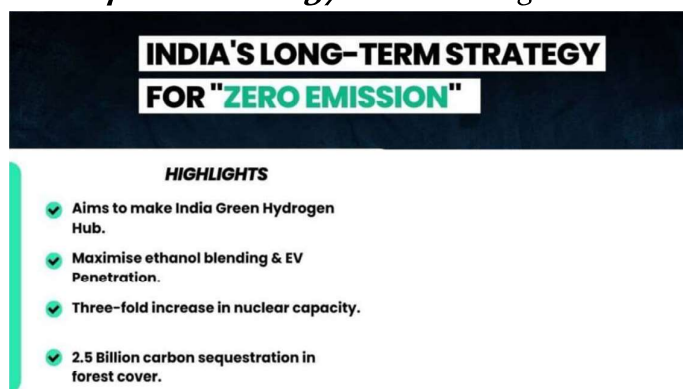 INDIA'S LONG-TERM STRATEGY
FOR "ZERO EMISSION"
HIGHLIGHTS
Aims to make India Green Hydrogen
Hub.
Maximise ethanol blending & EV
Penetration.
Three-fold increase in nuclear capacity.
2.5 Billion carbon sequestration in
forest cover.